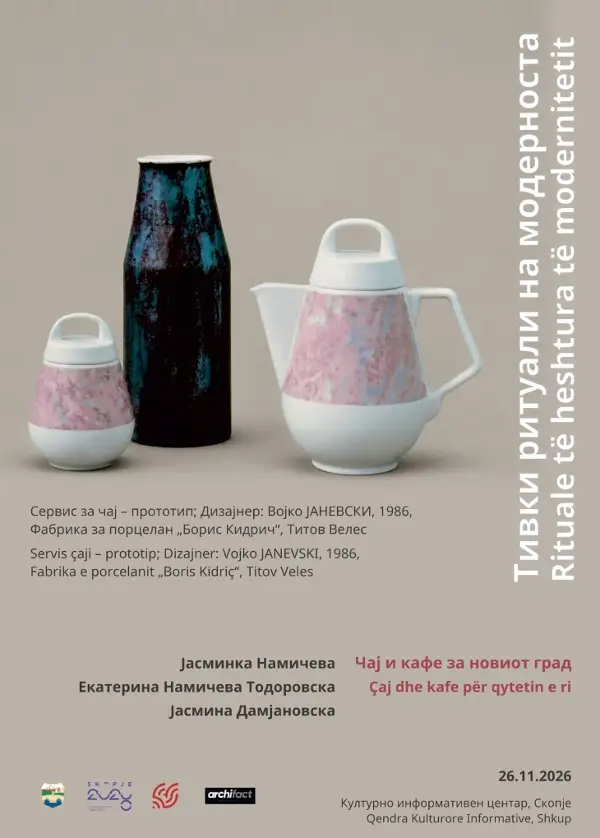 Тивки ритуали на модерноста
Rituale të heshtura të modernitetit
Сервис за чај – прототип; Дизајнер: Војко ЈАНЕВСКИ, 1986,
Фабрика за порцелан „Борис Кидрич“, Титов Велес
Servis çaji – prototip; Dizajner: Vojko JANEVSKI, 1986,
Fabrika e porcelanit „Boris Kidriç“, Titov Veles
Јасминка Намичева
Екатерина Намичева Тодоровска
Јасмина Дамјановска
Чај и кафе за новиот град
Çaj dhe kafe për qytetin e ri
SKOPJE
2028
archifact
26.11.2026
Културно информативен центар, Скопје
Qendra Kulturore Informative, Shkup